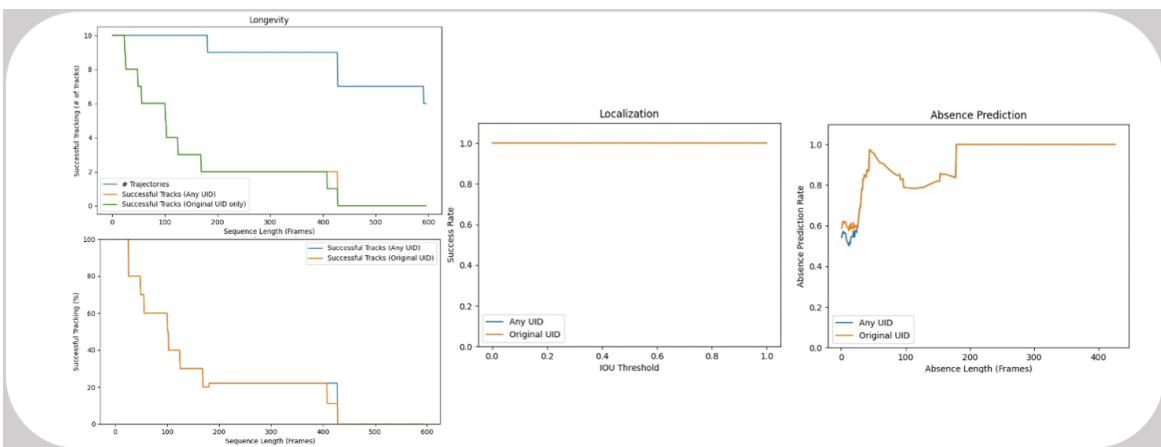 Longevity
Successful Tracking (# of Tracks)
10
8
6
4
2
0
# Trajectories
Successful Tracks (Any UID)
Successful Tracks (Original UID only)
0 100 200 300 400 500 600
Sequence Length (Frames)
Successful Tracking (%)
100
80
60
40
20
0
Successful Tracks (Any UID)
Successful Tracks (Original UID)
0 100 200 300 400 500 600
Sequence Length (Frames)
Localization
Success Rate
1.0
0.8
0.6
0.4
0.2
0.0
Any UID
Original UID
0.0 0.2 0.4 0.6 0.8 1.0
IOU Threshold
Absence Prediction
Absence Prediction Rate
1.0
0.8
0.6
0.4
0.2
0.0
Any UID
Original UID
0 100 200 300 400
Absence Length (Frames)